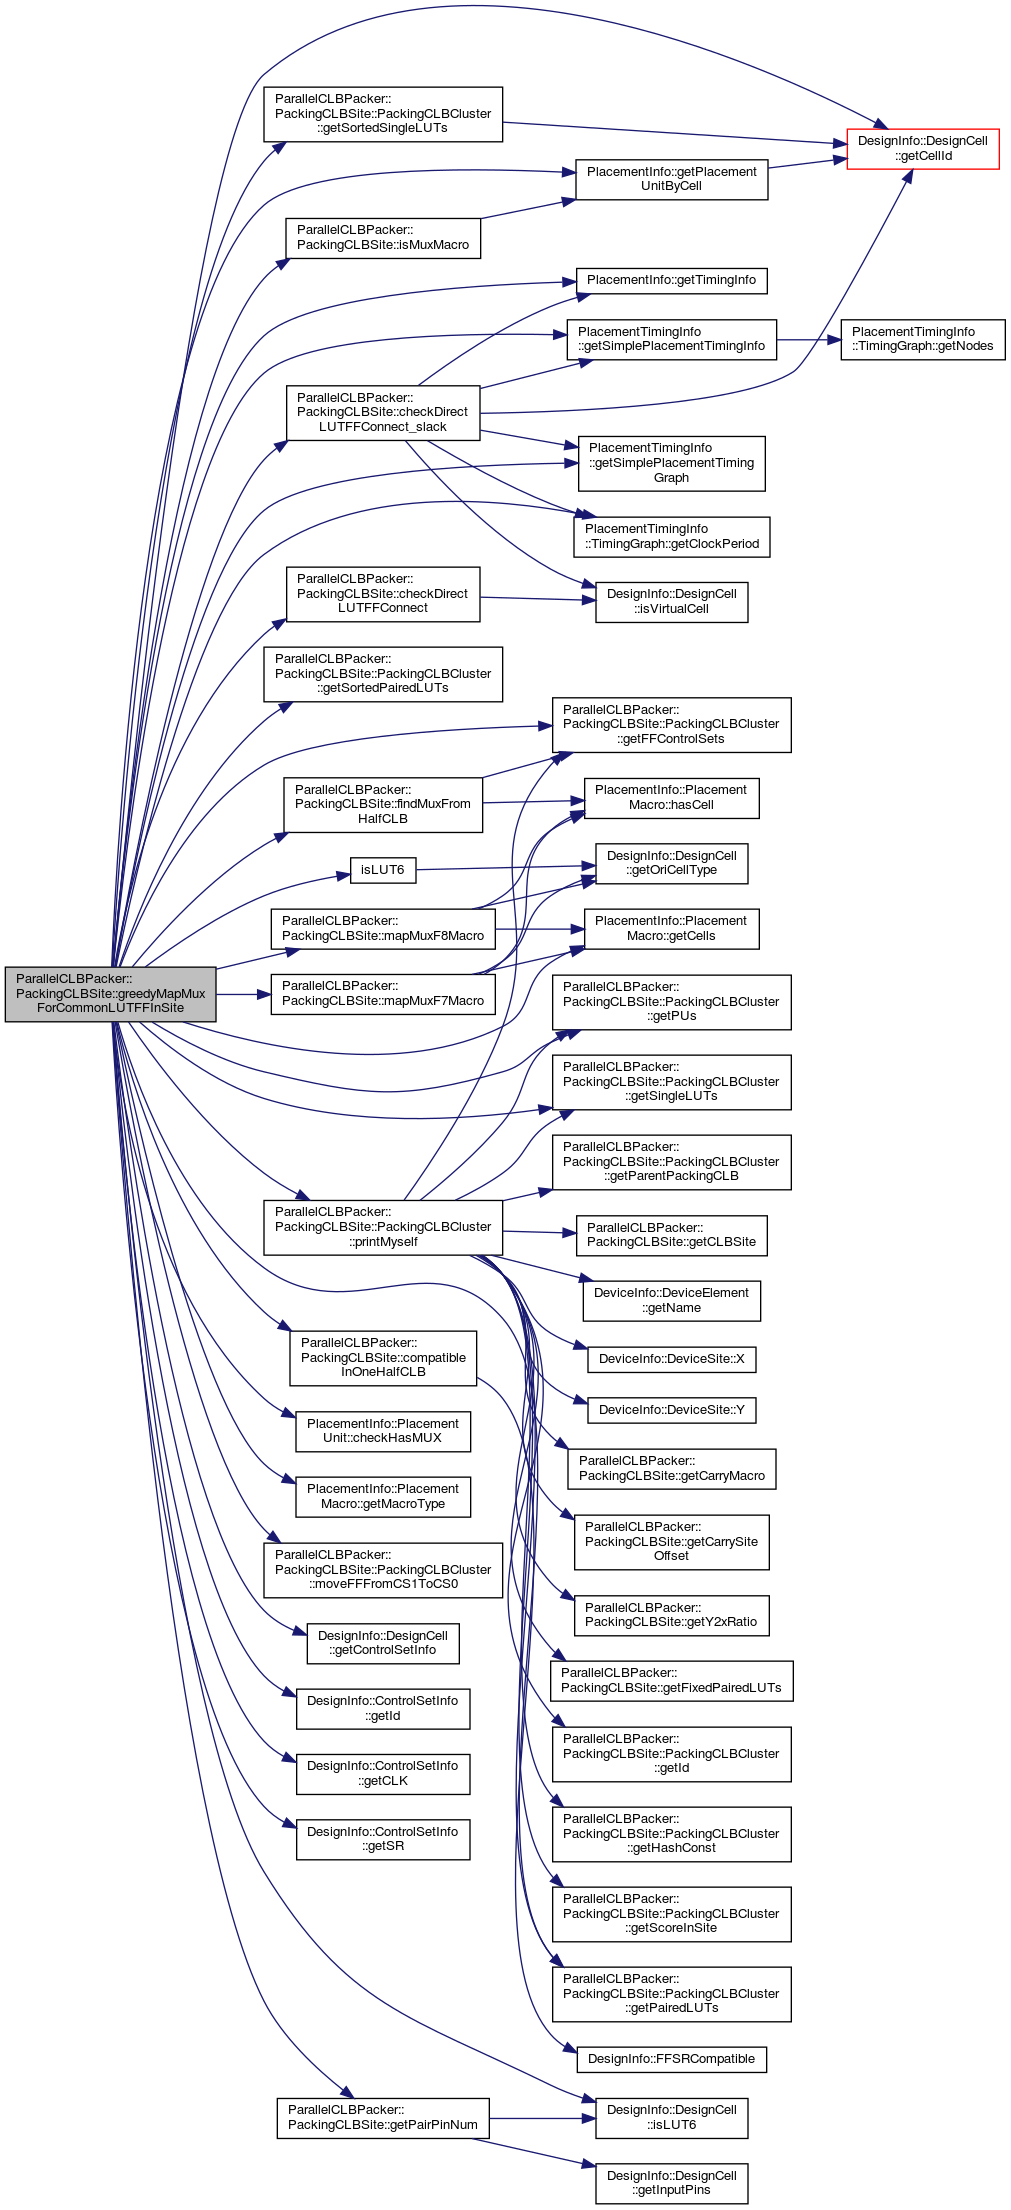 ParallelCLBPacker::
PackingCLBSite::greedyMapMux
ForCommonLUTFFInSite
ParallelCLBPacker::
PackingCLBSite::PackingCLBCluster
::getSortedSingleLUTs
DesignInfo::DesignCell
::getCellId
PlacementInfo::getPlacement
UnitByCell
ParallelCLBPacker::
PackingCLBSite::isMuxMacro
PlacementInfo::getTimingInfo
PlacementTimingInfo
::getSimplePlacementTimingInfo
PlacementTimingInfo
::TimingGraph::getNodes
ParallelCLBPacker::
PackingCLBSite::checkDirect
LUTFFConnect_slack
PlacementTimingInfo
::getSimplePlacementTiming
Graph
PlacementTimingInfo
::TimingGraph::getClockPeriod
ParallelCLBPacker::
PackingCLBSite::checkDirect
LUTFFConnect
DesignInfo::DesignCell
::isVirtualCell
ParallelCLBPacker::
PackingCLBSite::PackingCLBCluster
::getSortedPairedLUTs
ParallelCLBPacker::
PackingCLBSite::PackingCLBCluster
::getFFControlSets
ParallelCLBPacker::
PackingCLBSite::findMuxFrom
HalfCLB
PlacementInfo::Placement
Macro::hasCell
isLUT6
DesignInfo::DesignCell
::getOriCellType
ParallelCLBPacker::
PackingCLBSite::mapMuxF8Macro
PlacementInfo::Placement
Macro::getCells
ParallelCLBPacker::
PackingCLBSite::mapMuxF7Macro
ParallelCLBPacker::
PackingCLBSite::PackingCLBCluster
::getPUs
ParallelCLBPacker::
PackingCLBSite::PackingCLBCluster
::getSingleLUTs
ParallelCLBPacker::
PackingCLBSite::PackingCLBCluster
::getParentPackingCLB
ParallelCLBPacker::
PackingCLBSite::PackingCLBCluster
::printMyself
ParallelCLBPacker::
PackingCLBSite::getCLBSite
DeviceInfo::DeviceElement
::getName
DeviceInfo::DeviceSite::X
ParallelCLBPacker::
PackingCLBSite::compatible
InOneHalfCLB
DeviceInfo::DeviceSite::Y
PlacementInfo::Placement
Unit::checkHasMUX
ParallelCLBPacker::
PackingCLBSite::getCarryMacro
PlacementInfo::Placement
Macro::getMacroType
ParallelCLBPacker::
PackingCLBSite::getCarrySite
Offset
ParallelCLBPacker::
PackingCLBSite::PackingCLBCluster
::moveFFFromCS1ToCS0
ParallelCLBPacker::
PackingCLBSite::getY2xRatio
DesignInfo::DesignCell
::getControlSetInfo
ParallelCLBPacker::
PackingCLBSite::getFixedPairedLUTs
DesignInfo::ControlSetInfo
::getId
ParallelCLBPacker::
PackingCLBSite::PackingCLBCluster
::getId
DesignInfo::ControlSetInfo
::getCLK
ParallelCLBPacker::
PackingCLBSite::PackingCLBCluster
::getHashConst
DesignInfo::ControlSetInfo
::getSR
ParallelCLBPacker::
PackingCLBSite::PackingCLBCluster
::getScoreInSite
ParallelCLBPacker::
PackingCLBSite::PackingCLBCluster
::getPairedLUTs
DesignInfo::FFSRCompatible
ParallelCLBPacker::
PackingCLBSite::getPairPinNum
DesignInfo::DesignCell
::isLUT6
DesignInfo::DesignCell
::getInputPins